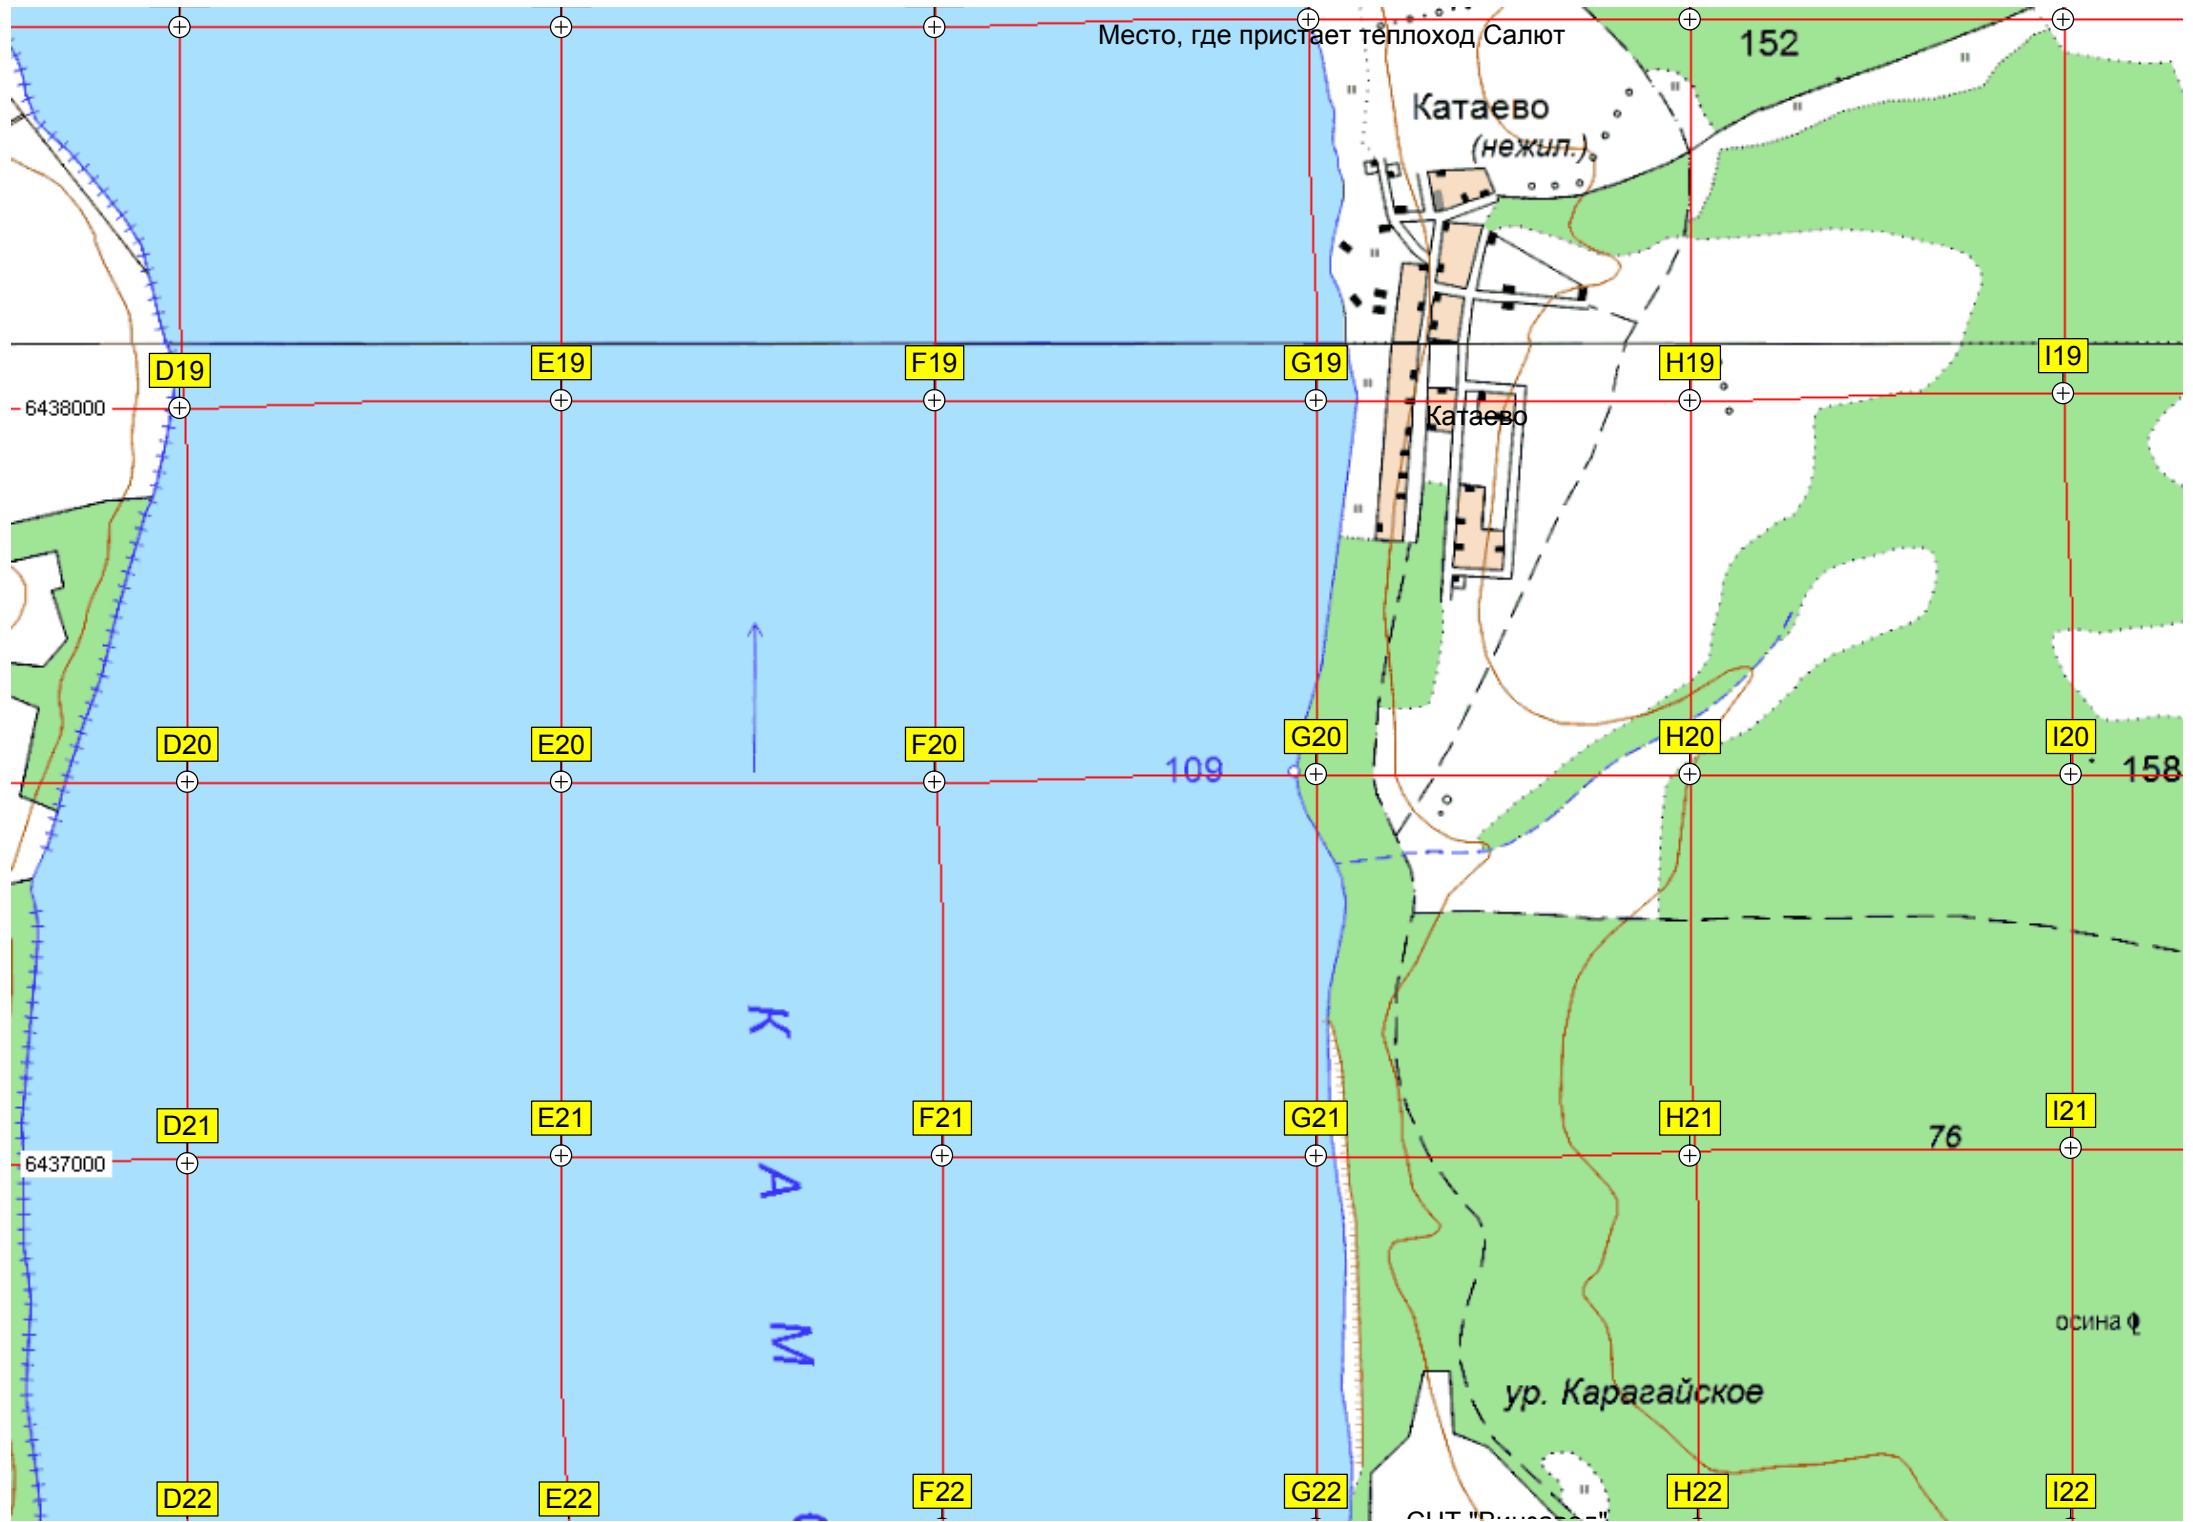 Место, где пристает теплоход Салют
152
Катаево
(нежил.)
D19
E19
F19
G19
H19
I19
6438000
Катаево
D20
E20
F20
G20
H20
I20
109
158
К
D21
E21
F21
G21
H21
I21
76
6437000
А
М
осина
ур. Карагайское
D22
E22
F22
G22
H22
I22